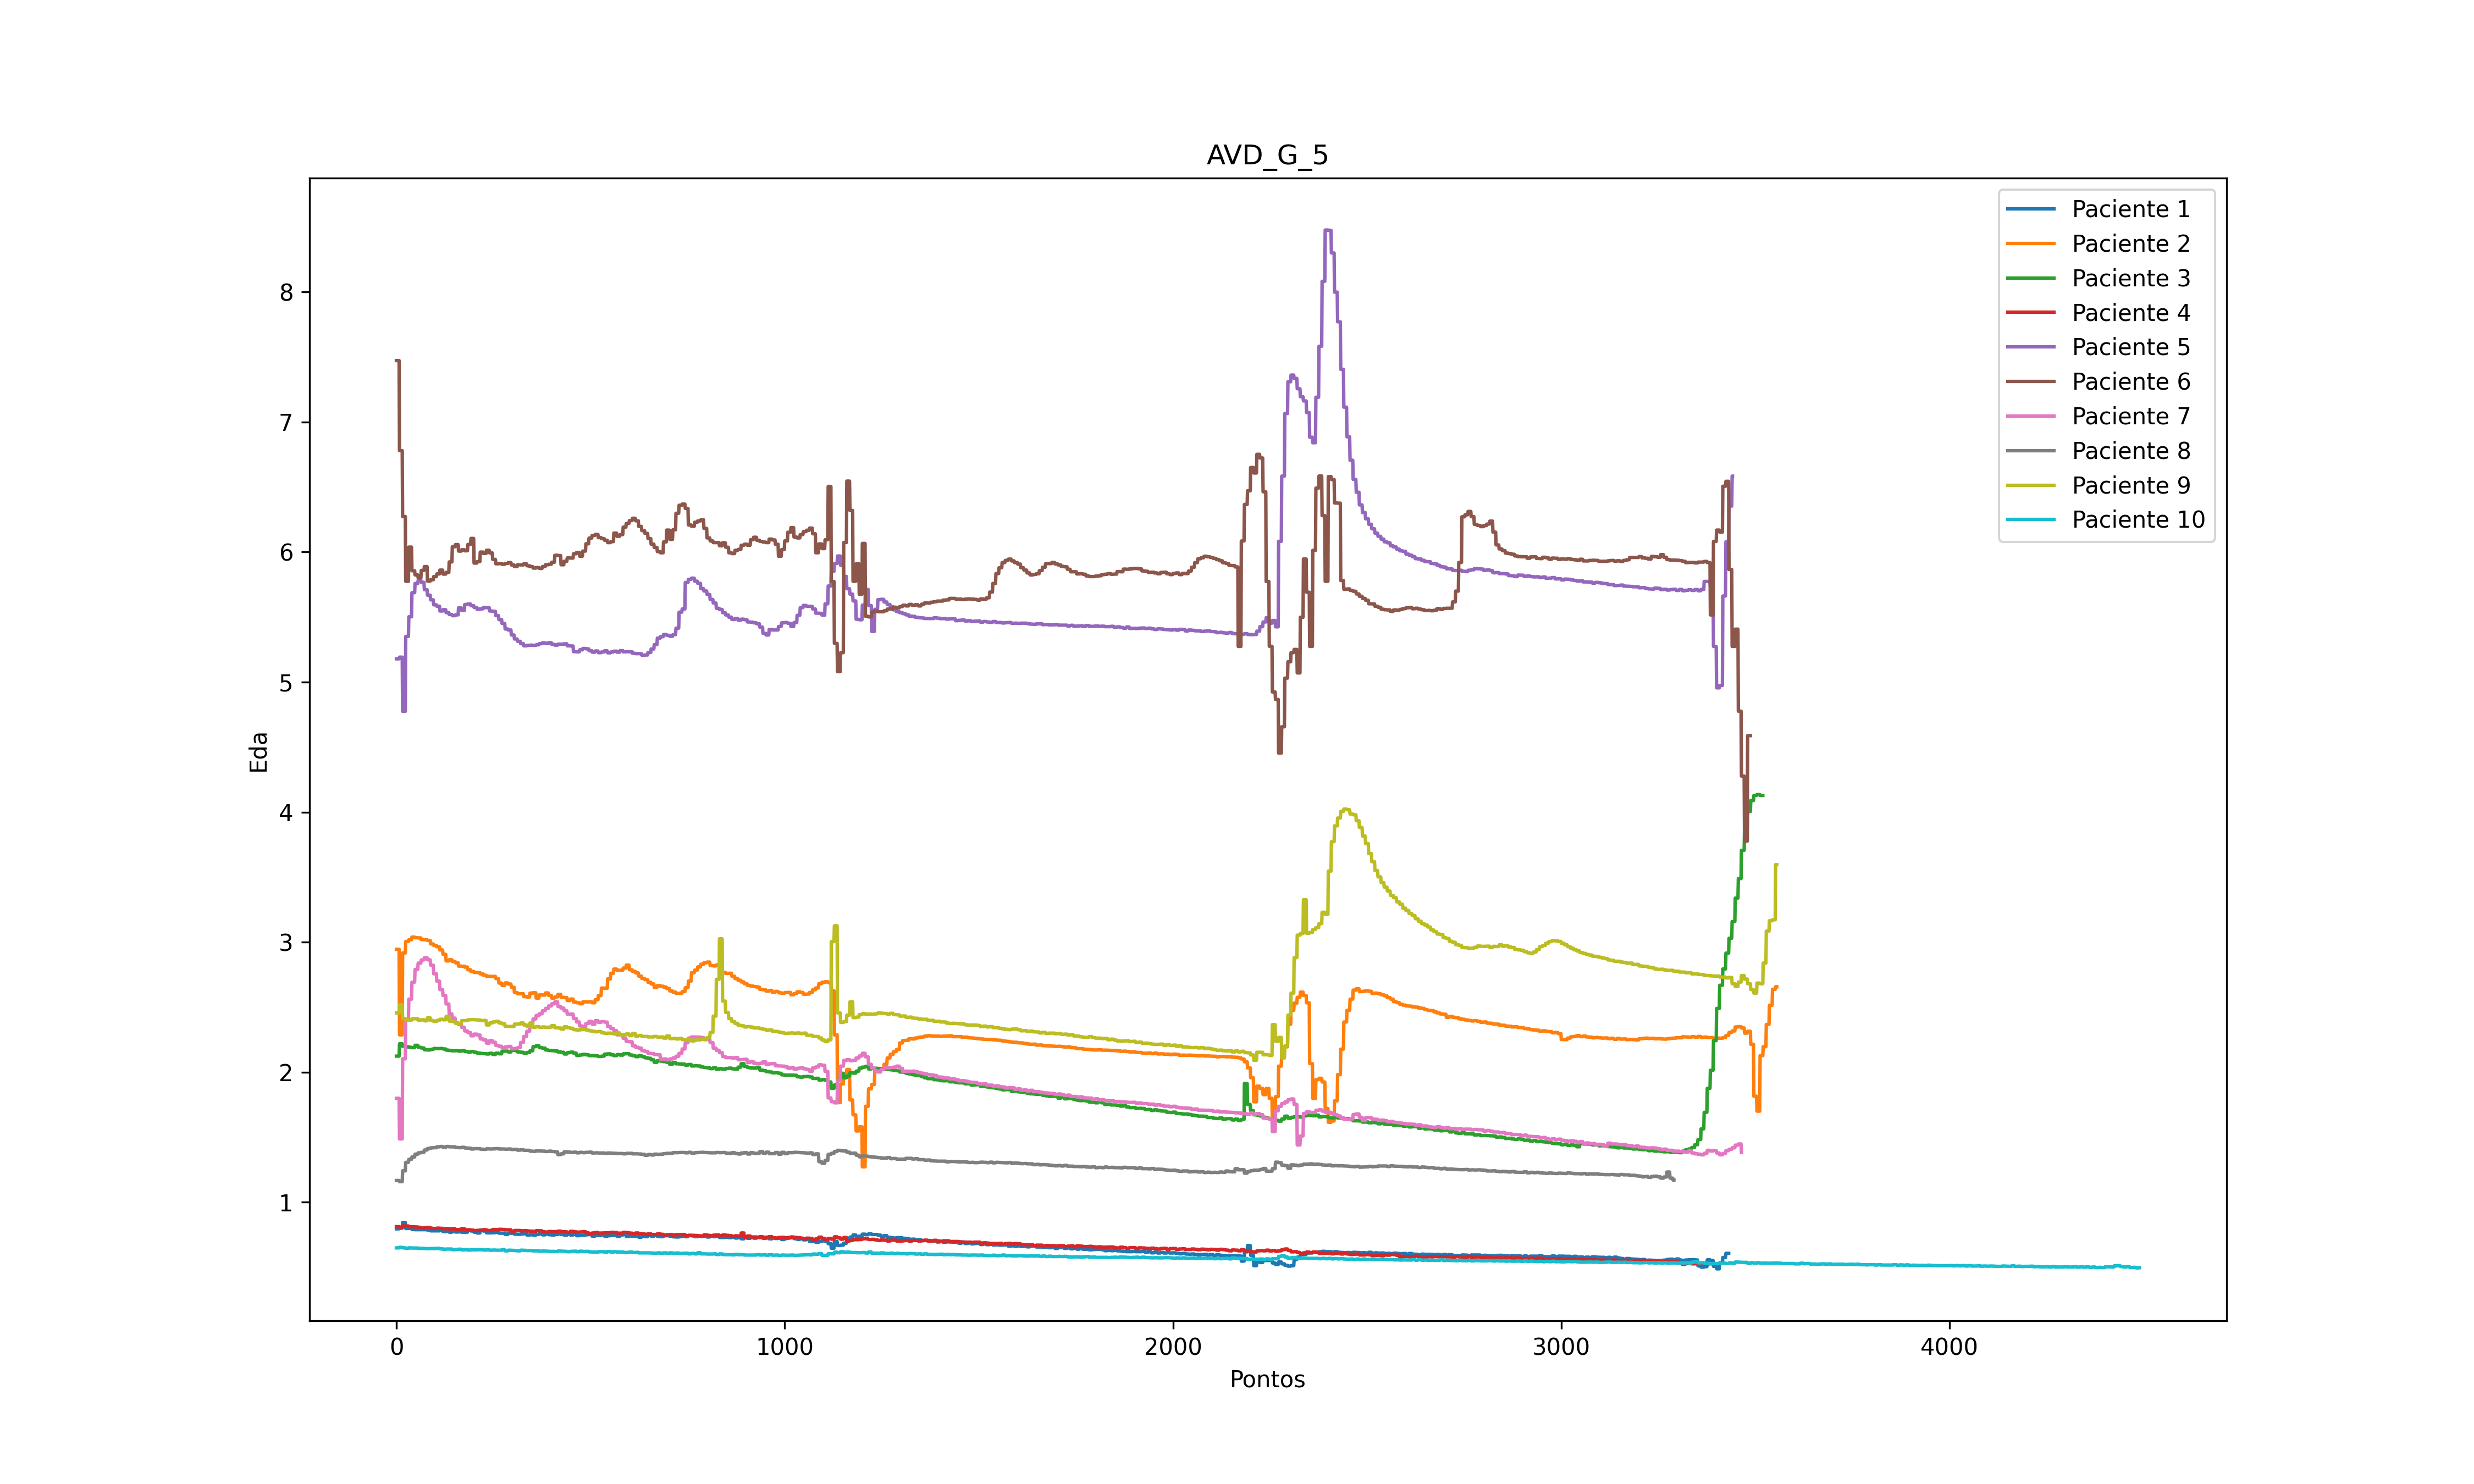 AVD_G_5
Paciente 1
Paciente 2
Paciente 3
Paciente 4
Paciente 5
Paciente 6
Paciente 7
Paciente 8
Paciente 9
Paciente 10
8
7
6
5
4
3
2
1
Eda
0 1000 2000 3000 4000
Pontos